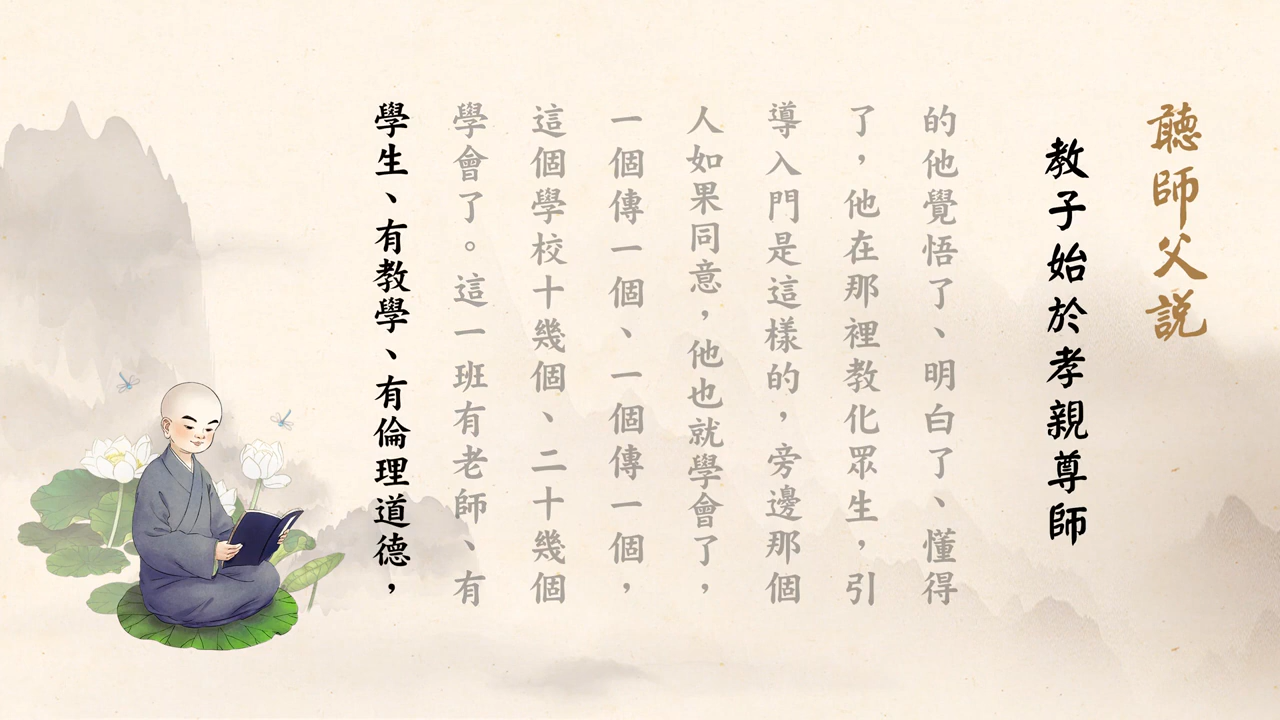 聽師父説
教子始於孝親尊師
的他覺悟了、明白了、懂得
了，他在那裡教化眾生，引
導入門是這樣的，旁邊那個
人如果同意，他也就學會了，
一個傳一個、一個傳一個，
這個學校十幾個、二十幾個
學會了。這一班有老師、有
學生、有教學、有倫理道德，